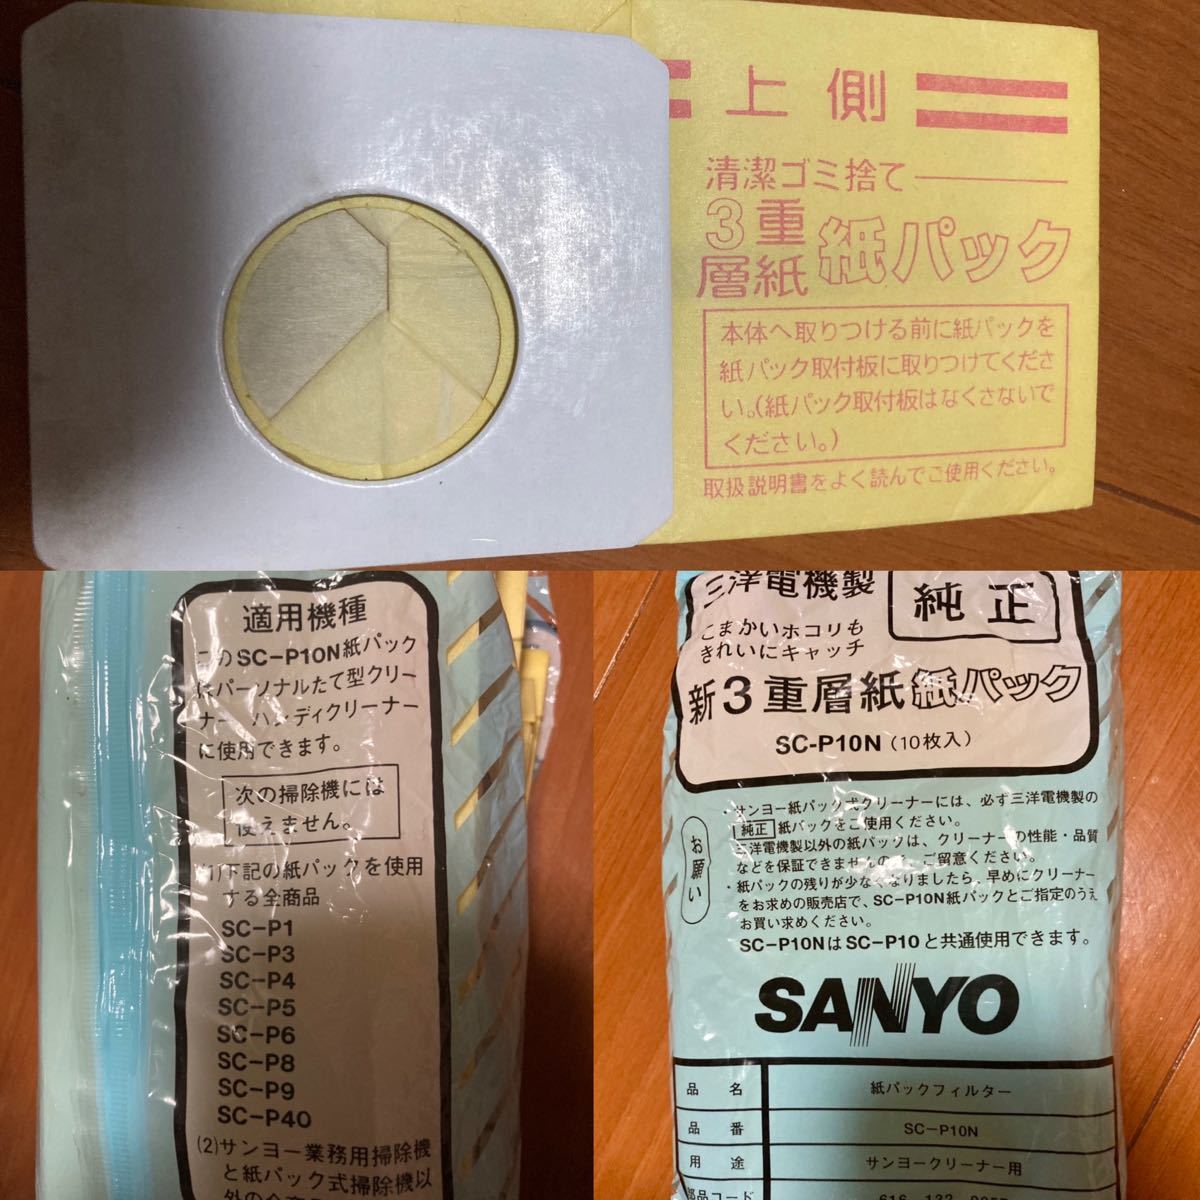 上側
清潔ゴミ捨て
3重層紙 紙パック
本体へ取りつける前に紙パックを
紙パック取付板に取りつけてくださ
い。(紙パック取付板はなくさないで
ください。)
取扱説明書をよく読んでご使用ください。
適用機種
このSC-P10N紙パック
はパーソナルたて型クリー
ナー、ハンディクリーナー
に使用できます。
次の掃除機には
使えません。
(1)下記の紙パックを使用
する全商品
SC-P1
SC-P3
SC-P4
SC-P5
SC-P6
SC-P8
SC-P9
SC-P40
(2)サンヨー業務用掃除機
と紙パック式掃除機以
三洋電機製
純正
こまかいホコリも
きれいにキャッチ
新3重層紙紙パック
SC-P10N(10枚入)
お願い
・サンヨー紙パック式クリーナーには、必ず三洋電機製の
純正紙パックをご使用ください。
三洋電機製以外の紙パックは、クリーナーの性能・品質
などを保証できませんので、ご留意ください。
・紙パックの残りが少なくなりましたら、早めにクリーナー
をお求めの販売店で、SC-P10N紙パックとご指定のうえ
お買い求めください。
SC-P10NはSC-P10と共通使用できます。
SANYO
品名 紙パックフィルター
品番 SC-P10N
用途 サンヨークリーナー用
部品コード